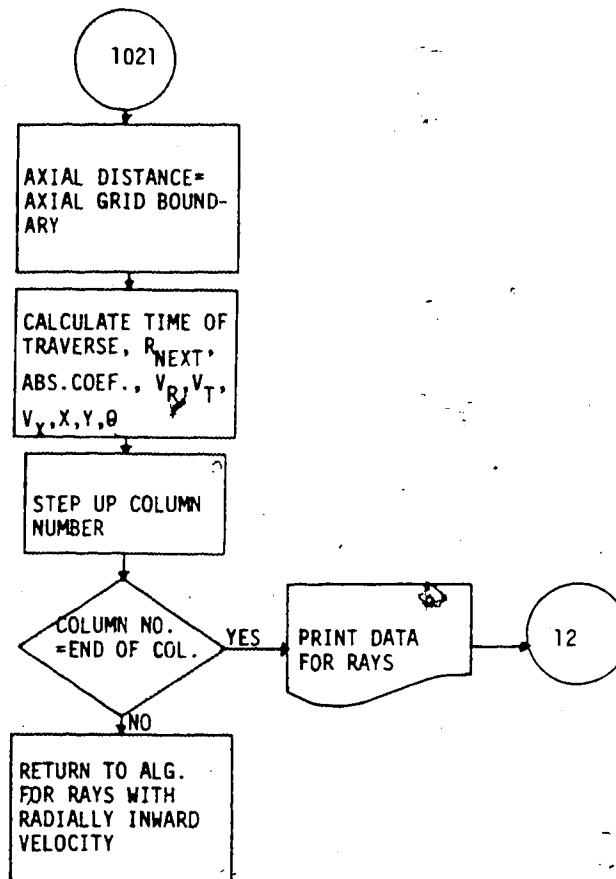 1021
AXIAL DISTANCE=
AXIAL GRID BOUND-
ARY
CALCULATE TIME OF
TRAVERSE, R_NEXT,
ABS.COEF., V_R,V_T,
V_X,X,Y,θ
STEP UP COLUMN
NUMBER
COLUMN NO.
=END OF COL.
YES
PRINT DATA
FOR RAYS
12
NO
RETURN TO ALG.
FOR RAYS WITH
RADIALLY INWARD
VELOCITY